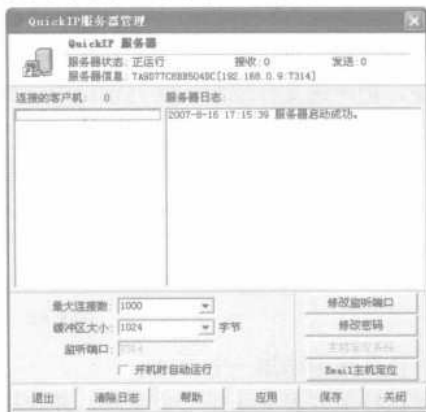 QuickIP服务器管理
QuickIP 服务器
服务器状态: 正运行 接收:0 发送:0
服务器信息: [192.168.0.9:7314]
连接的客户机: 0 服务器日志:
2007-8-16 17:15:39 服务器启动成功。
最大连接数: 1000
缓冲区大小: 1024 字节
监听端口:
开机时自动运行
修改监听端口
修改密码
Email主机定位
退出 清除日志 帮助 应用 保存 关闭